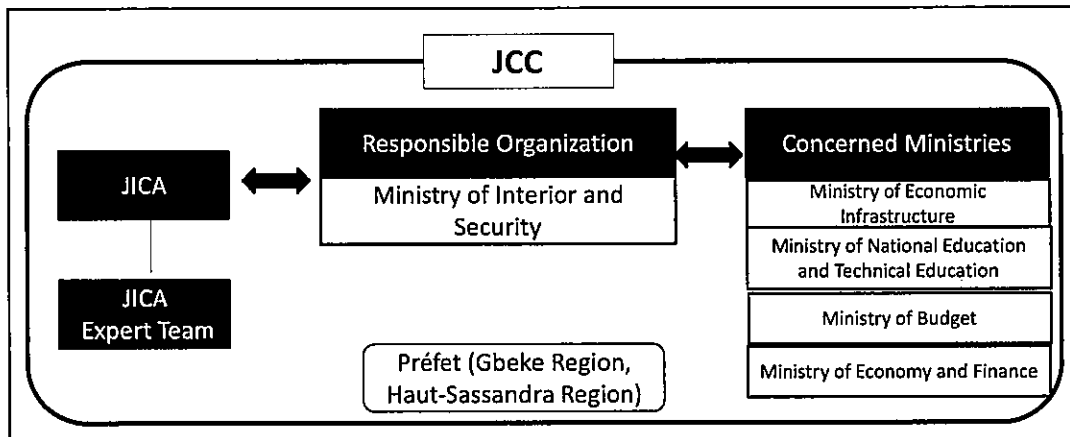 JCC
JICA
JICA
Expert Team
Responsible Organization
Ministry of Interior and
Security
Concerned Ministries
Ministry of Economic
Infrastructure
Ministry of National Education
and Technical Education
Ministry of Budget
Ministry of Economy and Finance
Préfet (Gbeke Region,
Haut-Sassandra Region)